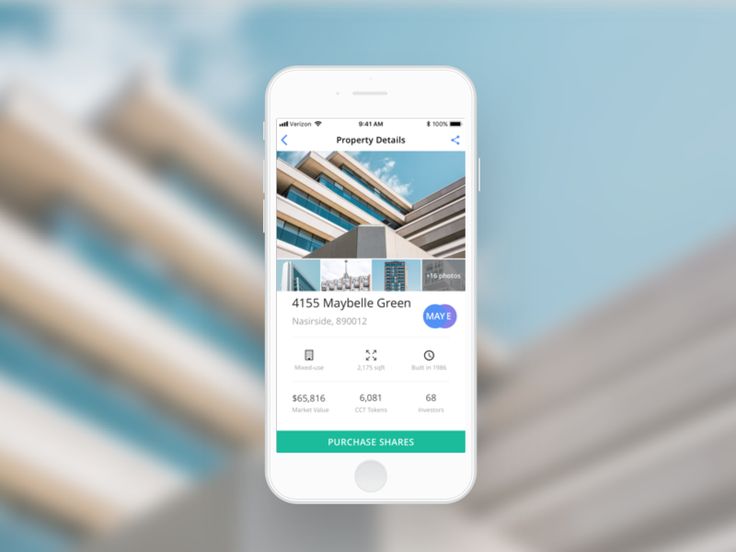 Verizon 9:41 AM 100%
Property Details
+16 photos
4155 Maybelle Green
Nasirside, 890012
MAY E
Mixed-use 2,175 sqft Built in 1986
$65,816 6,081 68
Market Value CCT Tokens Investors
PURCHASE SHARES